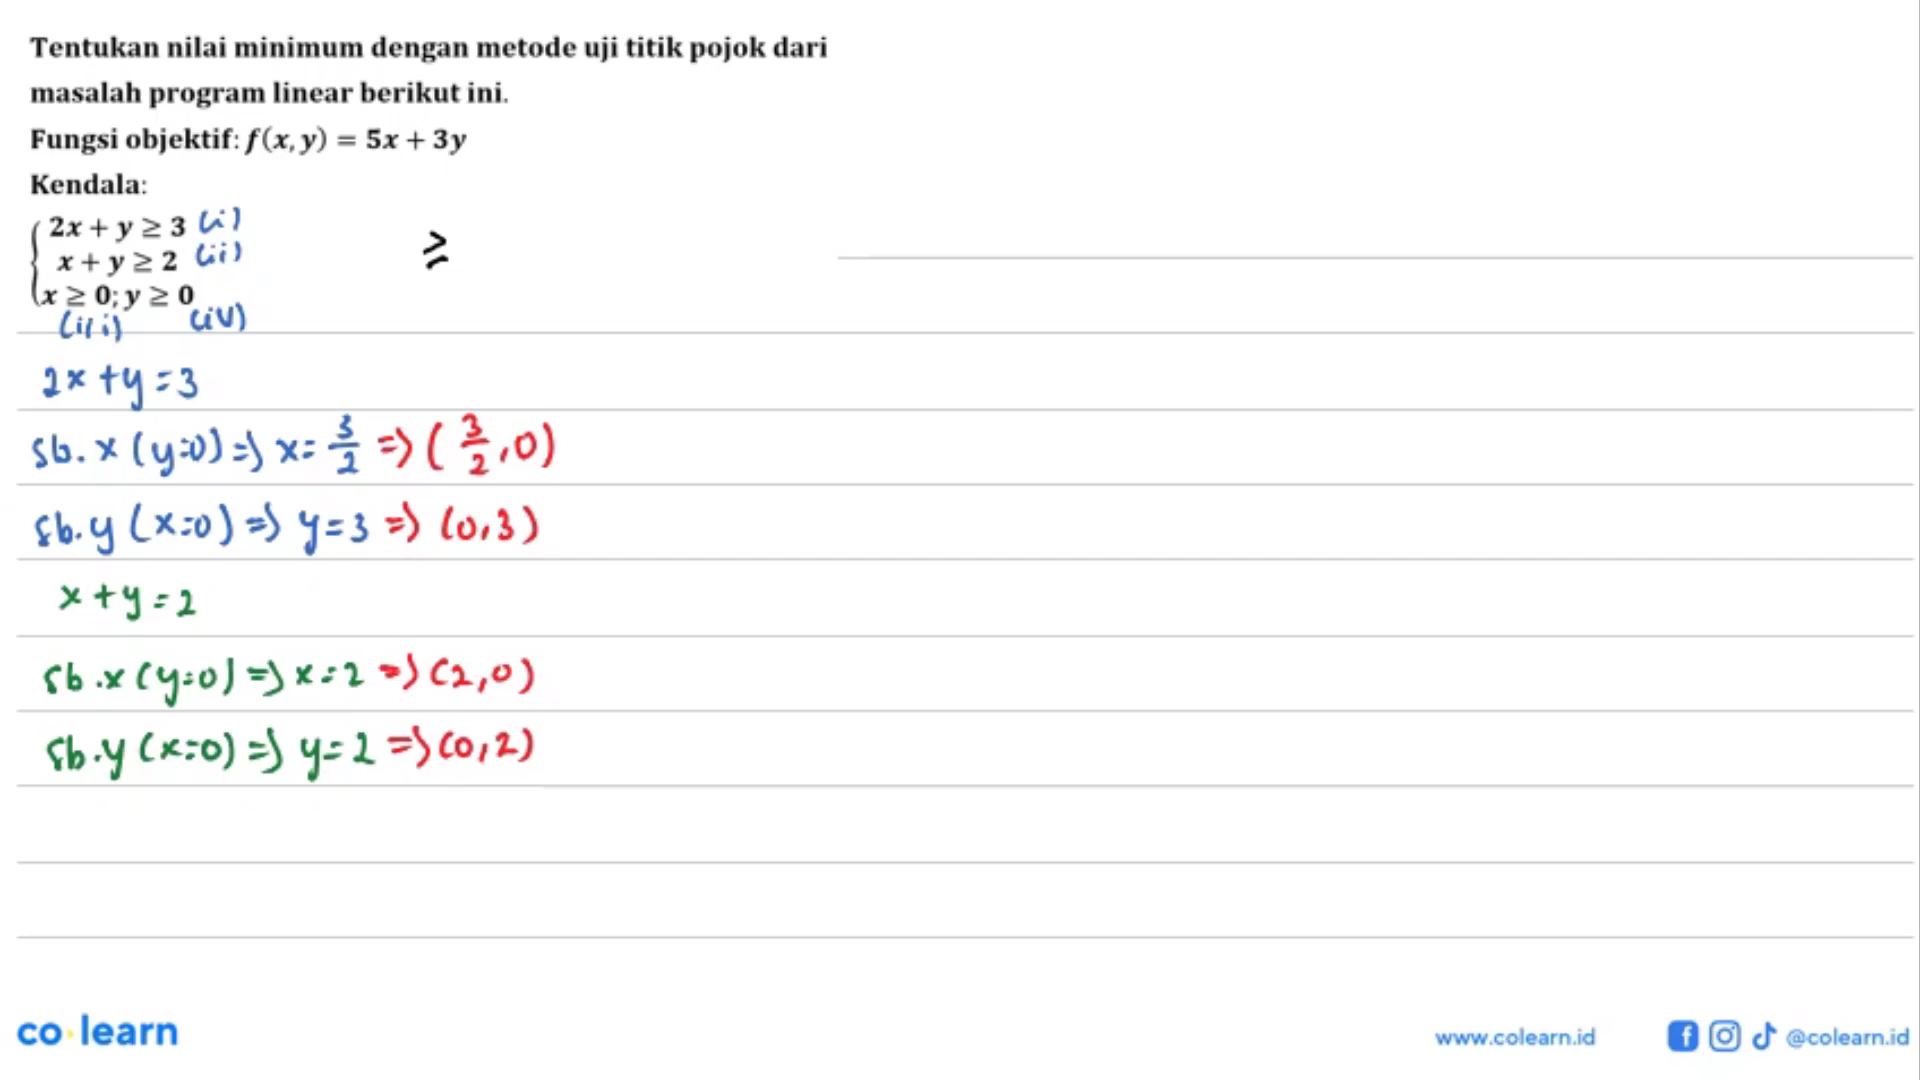 Tentukan nilai minimum dengan metode uji titik pojok dari
masalah program linear berikut ini.
Fungsi objektif: f(x, y) = 5x + 3y
Kendala:
2x + y ≥ 3 (i)
x + y ≥ 2 (ii)
≥
x ≥ 0; y ≥ 0
(iii) (iv)
2x + y = 3
sb. x (y=0) => x = 3/2 => (3/2, 0)
sb. y (x=0) => y = 3 => (0,3)
x + y = 2
sb. x (y=0) => x = 2 => (2,0)
sb. y (x=0) => y = 2 => (0,2)
co learn
www.colearn.id
@colearn.id